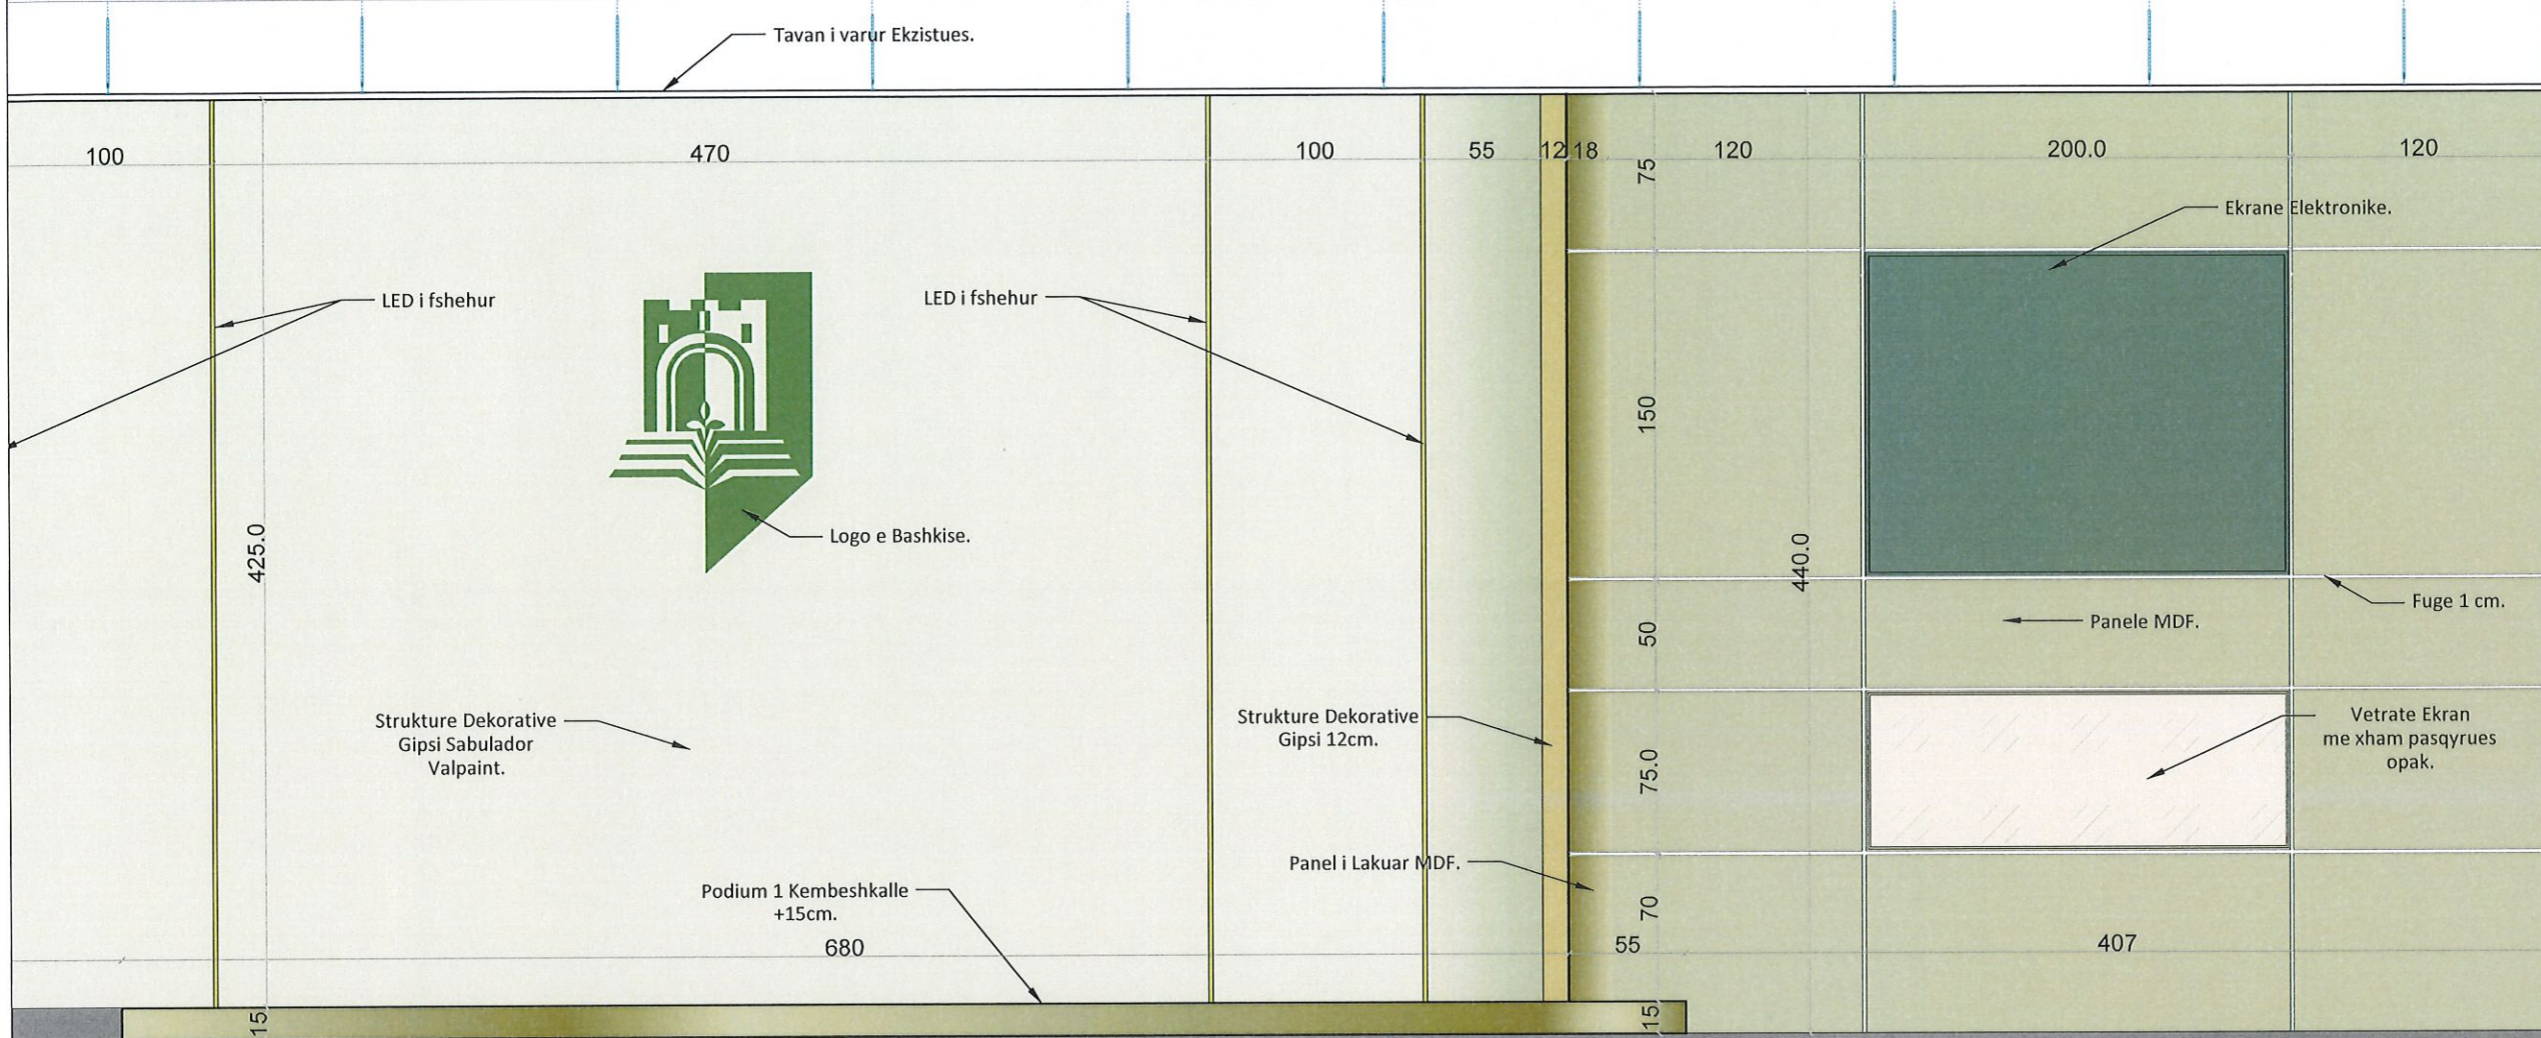 Tavan i varur Ekzistues.
100
470
100
55
12
18
120
200.0
120
75
Ekrane Elektronike.
LED i fshehur
LED i fshehur
150
Logo e Bashkise.
425.0
440.0
Fuge 1 cm.
50
Panele MDF.
Strukture Dekorative
Gipsi Sabulador
Valpaint.
Strukture Dekorative
Gipsi 12cm.
75.0
Vetrate Ekran
me xham pasqyrues
opak.
Panel i Lakuar MDF.
Podium 1 Kembeshkalle
+15cm.
70
680
55
407
15
15